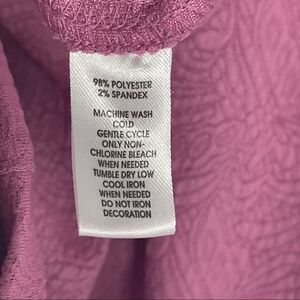 98% POLYESTER
2% SPANDEX
MACHINE WASH
COLD
GENTLE CYCLE
ONLY NON-
CHLORINE BLEACH
WHEN NEEDED
TUMBLE DRY LOW
COOL IRON
WHEN NEEDED
DO NOT IRON
DECORATION